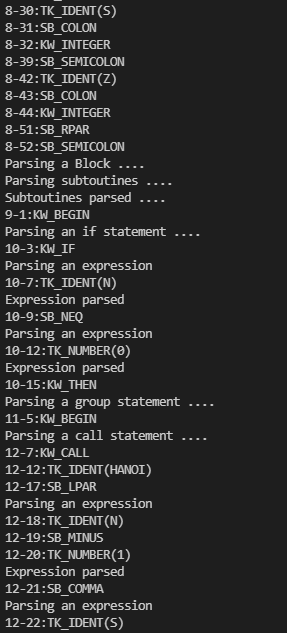 8-30:TK_IDENT(S)
8-31:SB_COLON
8-32:KW_INTEGER
8-39:SB_SEMICOLON
8-42:TK_IDENT(Z)
8-43:SB_COLON
8-44:KW_INTEGER
8-51:SB_RPAR
8-52:SB_SEMICOLON
Parsing a Block ....
Parsing subtoutines ....
Subtoutines parsed ....
9-1:KW_BEGIN
Parsing an if statement ....
10-3:KW_IF
Parsing an expression
10-7:TK_IDENT(N)
Expression parsed
10-9:SB_NEQ
Parsing an expression
10-12:TK_NUMBER(0)
Expression parsed
10-15:KW_THEN
Parsing a group statement ....
11-5:KW_BEGIN
Parsing a call statement ....
12-7:KW_CALL
12-12:TK_IDENT(HANOI)
12-17:SB_LPAR
Parsing an expression
12-18:TK_IDENT(N)
12-19:SB_MINUS
12-20:TK_NUMBER(1)
Expression parsed
12-21:SB_COMMA
Parsing an expression
12-22:TK_IDENT(S)